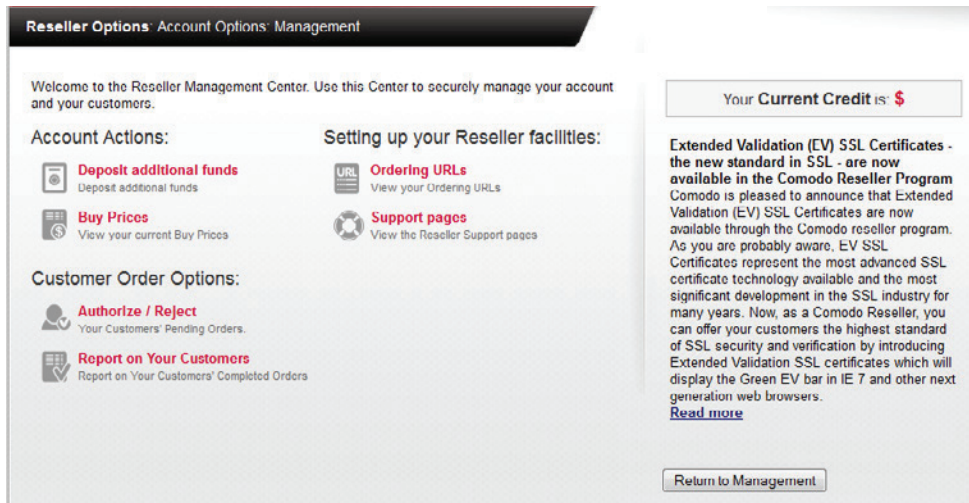 Reseller Options: Account Options: Management
Welcome to the Reseller Management Center. Use this Center to securely manage your account
and your customers.
Account Actions:
Deposit additional funds
Deposit additional funds
Buy Prices
View your current Buy Prices
Setting up your Reseller facilities:
URL
Ordering URLs
View your Ordering URLs
Support pages
View the Reseller Support pages
Customer Order Options:
Authorize / Reject
Your Customers' Pending Orders.
Report on Your Customers
Report on Your Customers' Completed Orders
Your Current Credit is: $
Extended Validation (EV) SSL Certificates -
the new standard in SSL - are now
available in the Comodo Reseller Program
Comodo is pleased to announce that Extended
Validation (EV) SSL Certificates are now
available through the Comodo reseller program.
As you are probably aware, EV SSL
Certificates represent the most advanced SSL
certificate technology available and the most
significant development in the SSL industry for
many years. Now, as a Comodo Reseller, you
can offer your customers the highest standard
of SSL security and verification by introducing
Extended Validation SSL certificates which will
display the Green EV bar in IE 7 and other next
generation web browsers.
Read more
Return to Management